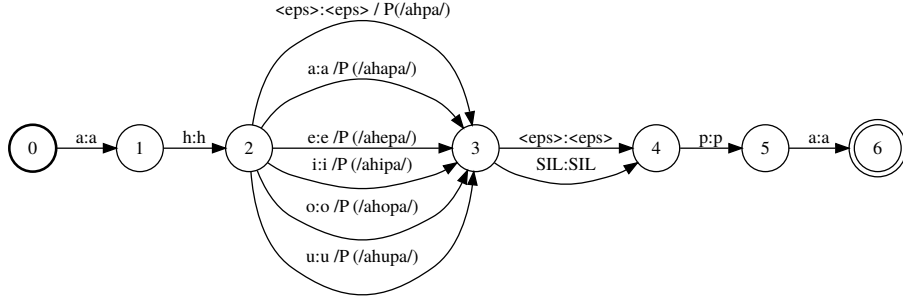 <eps>:<eps> / P(/ahpa/)
a:a /P (/ahapa/)
a:a
h:h
e:e /P (/ahepa/)
<eps>:<eps>
p:p
a:a
0
1
2
3
4
5
6
i:i /P (/ahipa/)
SIL:SIL
o:o /P (/ahopa/)
u:u /P (/ahupa/)